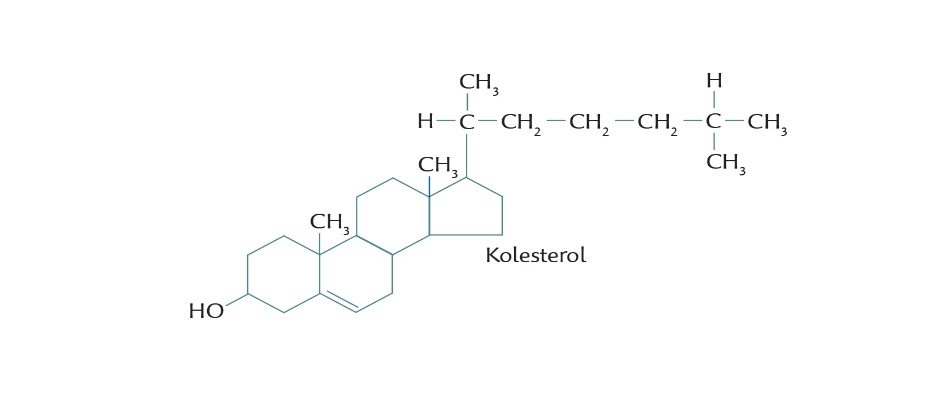 CH₃ H
H—C—CH₂—CH₂—CH₂—C—CH₃
CH₃ CH₃
CH₃
Kolesterol
HO